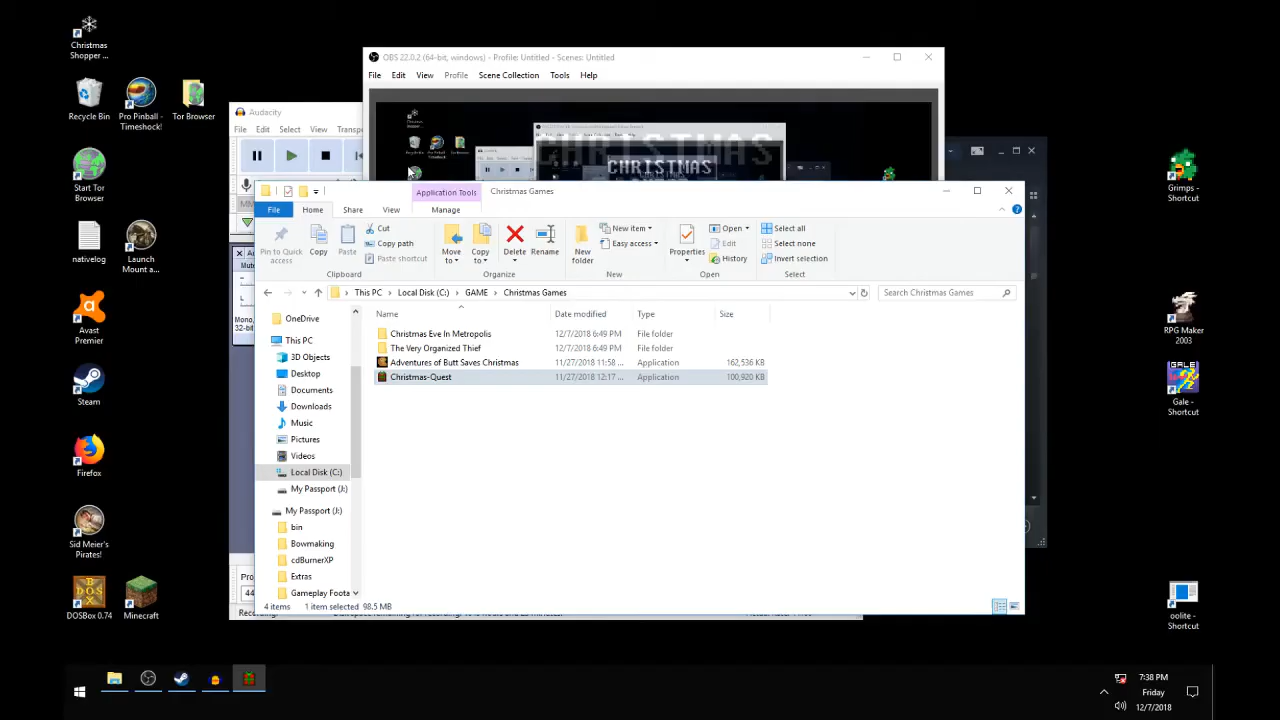 Christmas
Shopper ...
Recycle Bin
Pro Pinball -
Timeshock!
Tor Browser
Start Tor
Browser
nativelog
Launch
Mount a...
Avast
Premier
Steam
Firefox
Sid Meier's
Pirates!
DOSBox 0.74
Minecraft
Grimps -
Shortcut
RPG Maker
2003
Gale -
Shortcut
oolite -
Shortcut
OBS 22.0.2 (64-bit, windows) - Profile: Untitled - Scenes: Untitled
File Edit View Profile Scene Collection Tools Help
CHRISTMAS
CHRISTMAS
Audacity
File Edit Select View Transpo
Application Tools Christmas Games
File Home Share View Manage
Pin to Quick
access
Copy
Paste
Cut
Copy path
Paste shortcut
Clipboard
Move
to
Copy
to
Delete
Rename
Organize
New
folder
New item
Easy access
New
Properties
Open
Edit
History
Open
Select all
Select none
Invert selection
Select
This PC > Local Disk (C:) > GAME > Christmas Games
Search Christmas Games
Name Date modified Type Size
Christmas Eve In Metropolis 12/7/2018 6:49 PM File folder
The Very Organized Thief 12/7/2018 6:49 PM File folder
Adventures of Butt Saves Christmas 11/27/2018 11:58 ... Application 162,536 KB
Christmas-Quest 11/27/2018 12:17 ... Application 100,920 KB
OneDrive
This PC
3D Objects
Desktop
Documents
Downloads
Music
Pictures
Videos
Local Disk (C:)
My Passport (J:)
My Passport (J:)
bin
Bowmaking
cdBurnerXP
Extras
Gameplay Foota
4 items 1 item selected 98.5 MB
Mono,
32-bit
Pro
44
7:38 PM
Friday
12/7/2018